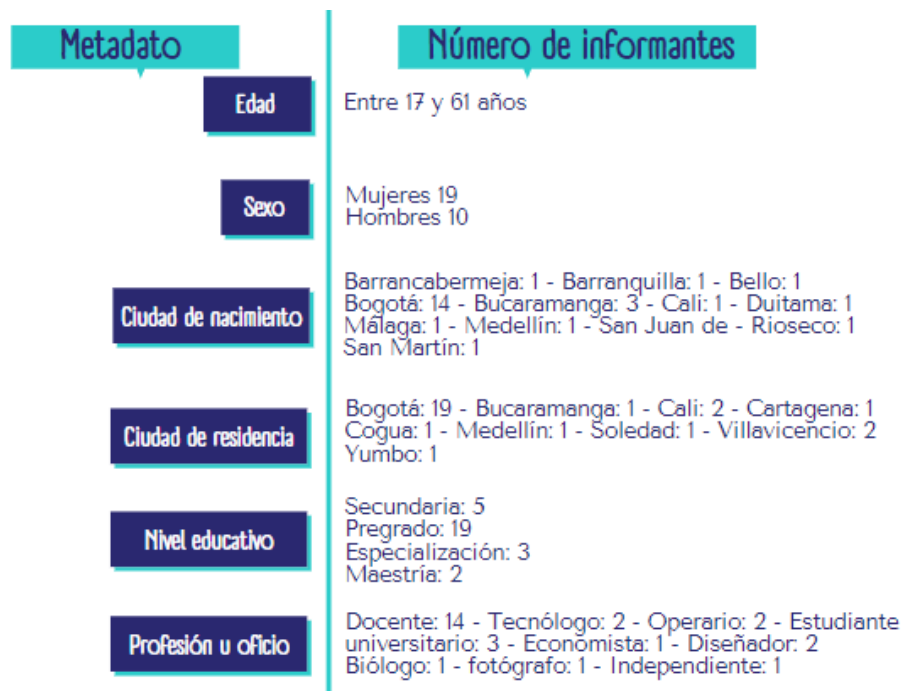 Metadato
Número de informantes
Edad
Entre 17 y 61 años
Sexo
Mujeres 19
Hombres 10
Ciudad de nacimiento
Barrancabermeja: 1 - Barranquilla: 1 - Bello: 1
Bogotá: 14 - Bucaramanga: 3 - Cali: 1 - Duitama: 1
Málaga: 1 - Medellín: 1 - San Juan de - Rioseco: 1
San Martín: 1
Ciudad de residencia
Bogotá: 19 - Bucaramanga: 1 - Cali: 2 - Cartagena: 1
Cogua: 1 - Medellín: 1 - Soledad: 1 - Villavicencio: 2
Yumbo: 1
Nivel educativo
Secundaria: 5
Pregrado: 19
Especialización: 3
Maestría: 2
Profesión u oficio
Docente: 14 - Tecnólogo: 2 - Operario: 2 - Estudiante
universitario: 3 - Economista: 1 - Diseñador: 2
Biólogo: 1 - fotógrafo: 1 - Independiente: 1